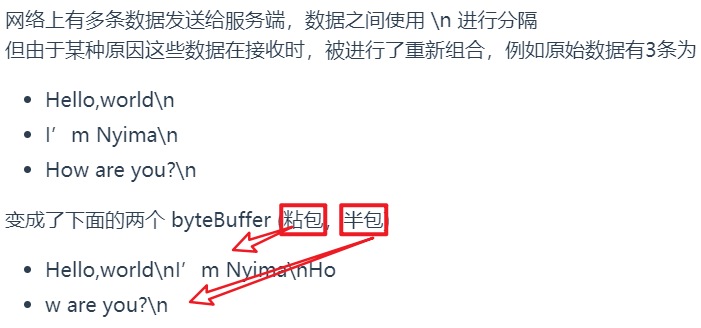 网络上有多条数据发送给服务端，数据之间使用 \n 进行分隔
但由于某种原因这些数据在接收时，被进行了重新组合，例如原始数据有3条为
• Hello,world\n
• I’m Nyima\n
• How are you?\n
变成了下面的两个 byteBuffer (粘包，半包)
• Hello,world\nI’m Nyima\nHo
• w are you?\n